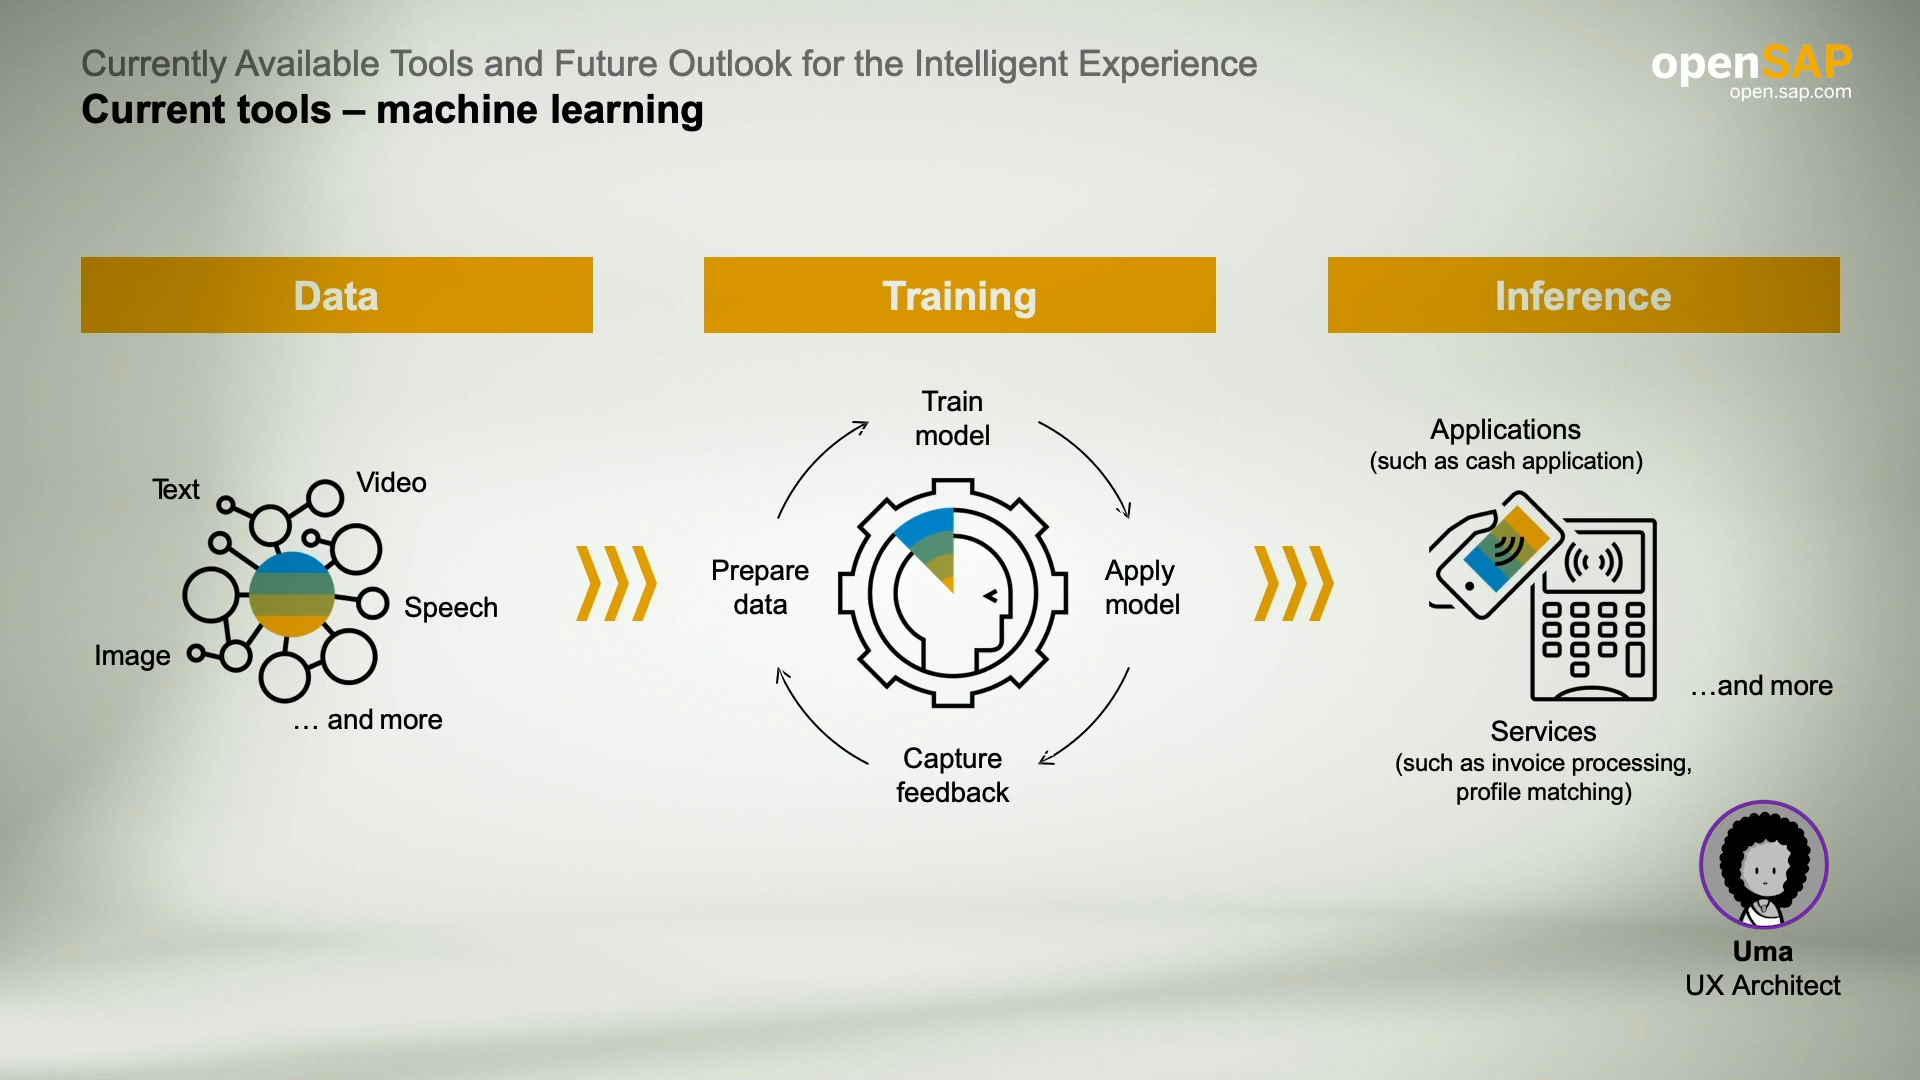 Currently Available Tools and Future Outlook for the Intelligent Experience
Current tools – machine learning
openSAP
open.sap.com
Data
Text
Video
Speech
Image
… and more
Training
Train
model
Prepare
data
Apply
model
Capture
feedback
Inference
Applications
(such as cash application)
…and more
Services
(such as invoice processing,
profile matching)
Uma
UX Architect